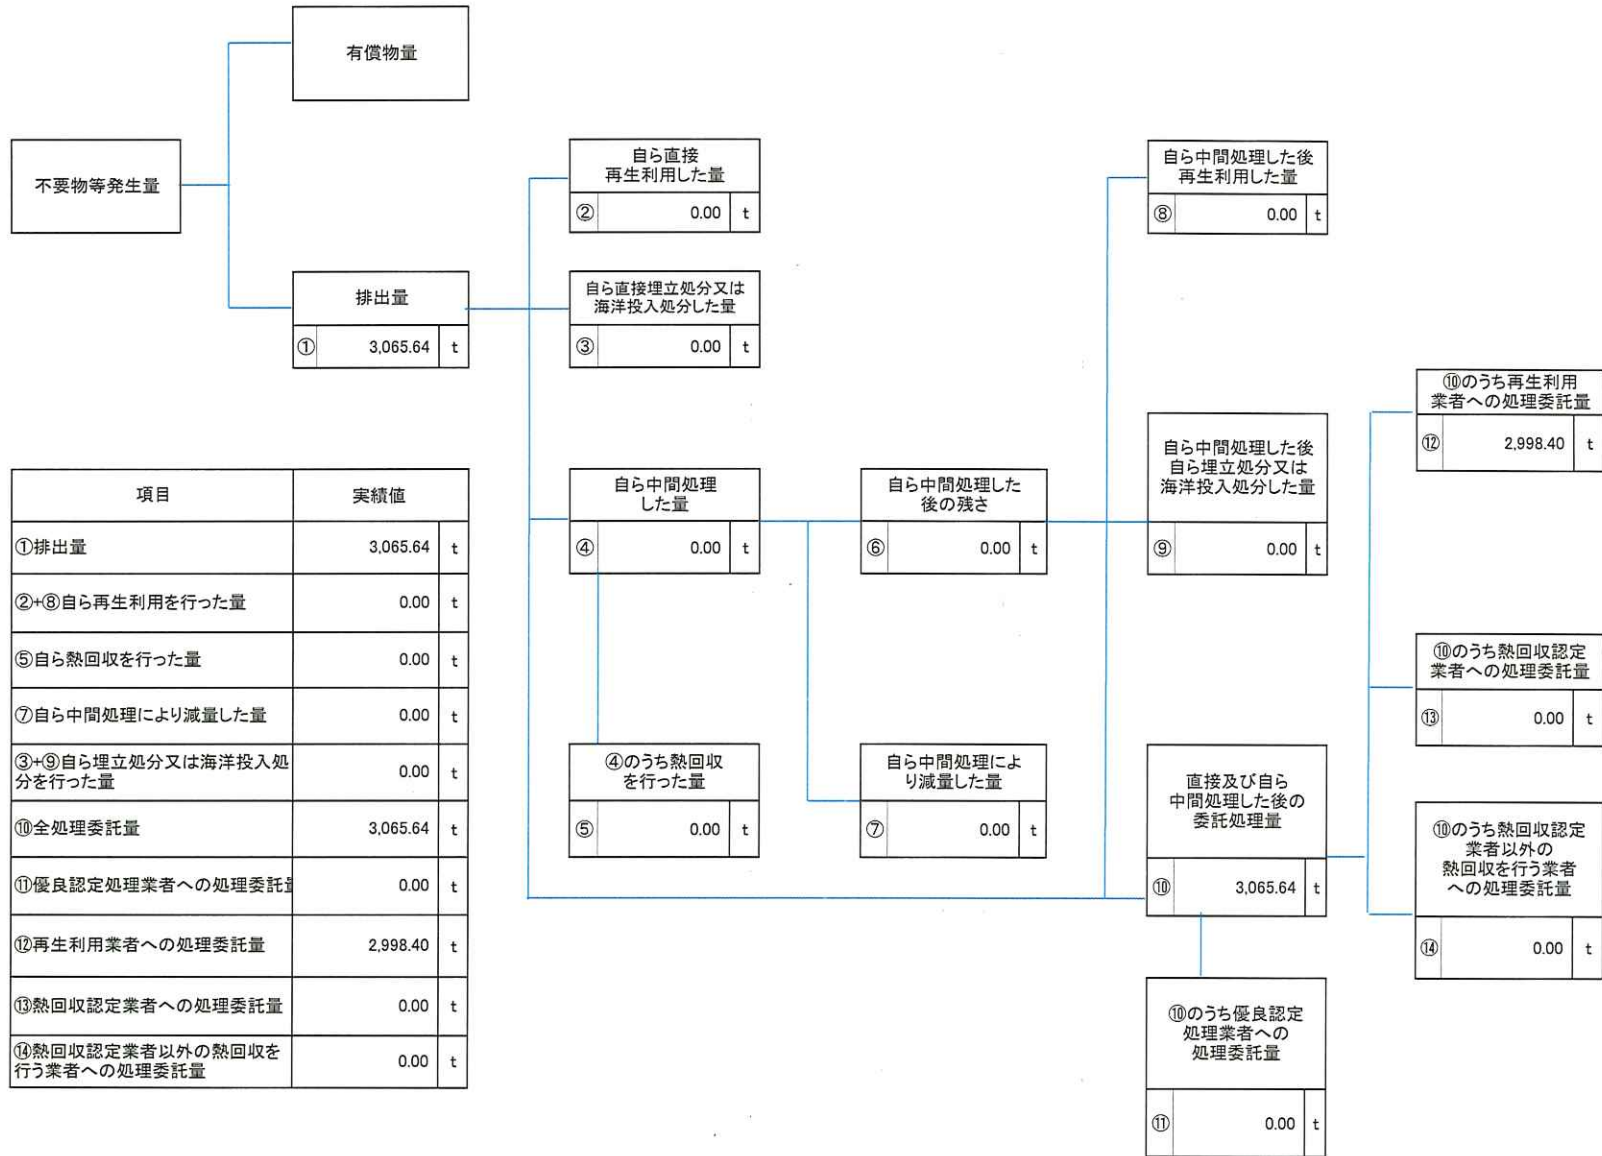 有償物量
不要物等発生量
排出量
① 3,065.64 t
自ら直接
再生利用した量
② 0.00 t
自ら直接埋立処分又は
海洋投入処分した量
③ 0.00 t
自ら中間処理
した量
④ 0.00 t
④のうち熱回収
を行った量
⑤ 0.00 t
自ら中間処理した
後の残さ
⑥ 0.00 t
自ら中間処理によ
り減量した量
⑦ 0.00 t
自ら中間処理した後
再生利用した量
⑧ 0.00 t
自ら中間処理した後
自ら埋立処分又は
海洋投入処分した量
⑨ 0.00 t
直接及び自ら
中間処理した後の
委託処理量
⑩ 3,065.64 t
⑩のうち優良認定
処理業者への
処理委託量
⑪ 0.00 t
⑩のうち再生利用
業者への処理委託量
⑫ 2,998.40 t
⑩のうち熱回収認定
業者への処理委託量
⑬ 0.00 t
⑩のうち熱回収認定
業者以外の
熱回収を行う業者
への処理委託量
⑭ 0.00 t
項目 実績値
①排出量 3,065.64 t
②+⑧自ら再生利用を行った量 0.00 t
⑤自ら熱回収を行った量 0.00 t
⑦自ら中間処理により減量した量 0.00 t
③+⑨自ら埋立処分又は海洋投入処
分を行った量 0.00 t
⑩全処理委託量 3,065.64 t
⑪優良認定処理業者への処理委託量 0.00 t
⑫再生利用業者への処理委託量 2,998.40 t
⑬熱回収認定業者への処理委託量 0.00 t
⑭熱回収認定業者以外の熱回収を
行う業者への処理委託量 0.00 t